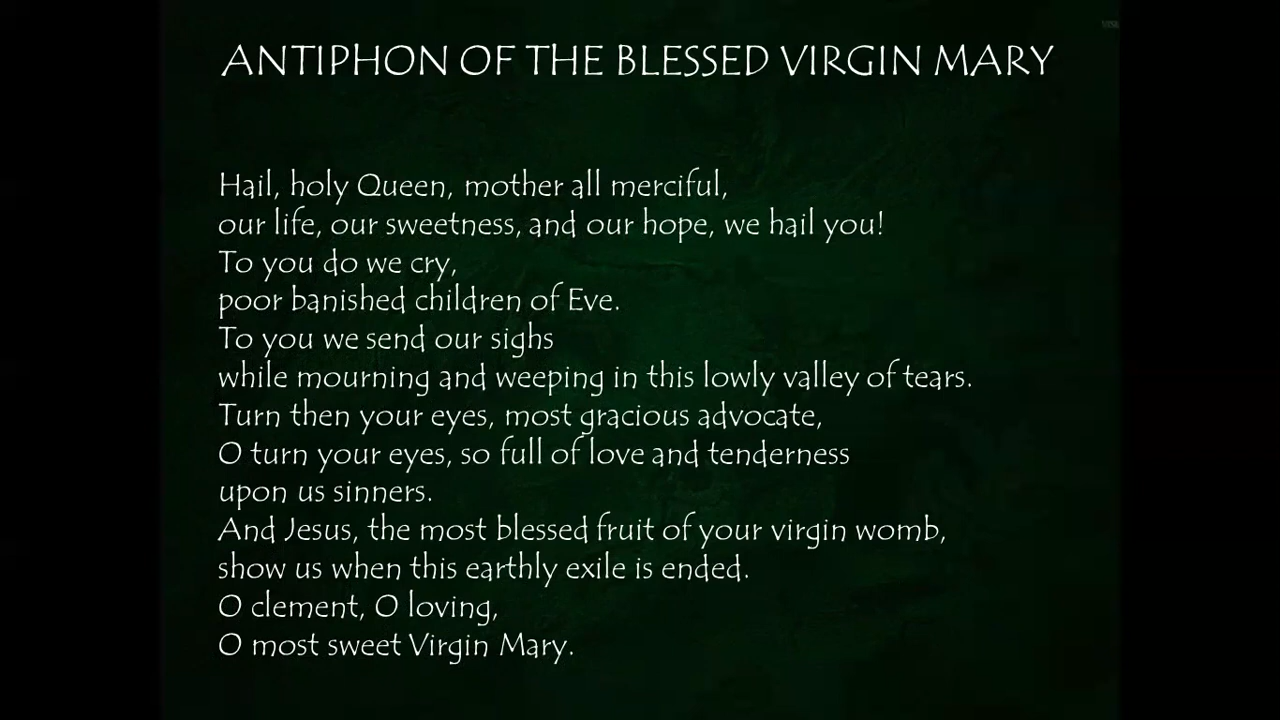 ANTIPHON OF THE BLESSED VIRGIN MARY
Hail, holy Queen, mother all merciful,
our life, our sweetness, and our hope, we hail you!
To you do we cry,
poor banished children of Eve.
To you we send our sighs
while mourning and weeping in this lowly valley of tears.
Turn then your eyes, most gracious advocate,
O turn your eyes, so full of love and tenderness
upon us sinners.
And Jesus, the most blessed fruit of your virgin womb,
show us when this earthly exile is ended.
O clement, O loving,
O most sweet Virgin Mary.